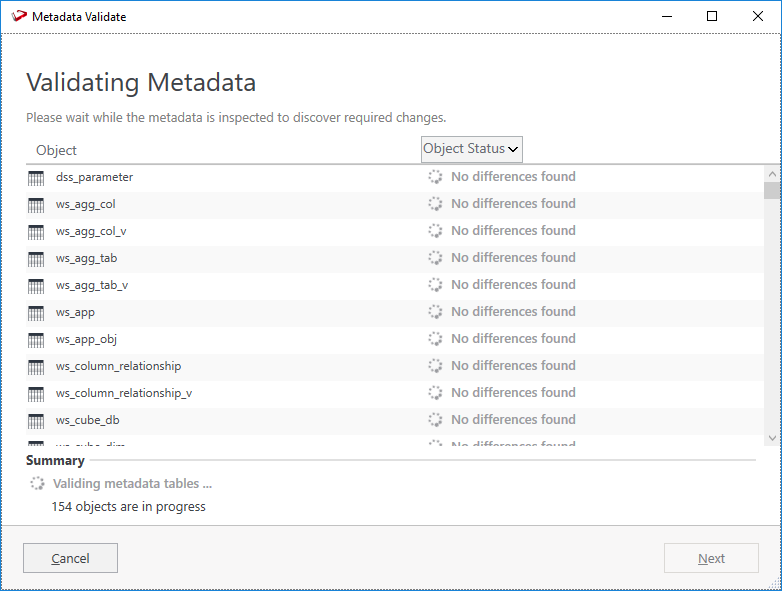 Metadata Validate
Validating Metadata
Please wait while the metadata is inspected to discover required changes.
Object Object Status
dss_parameter No differences found
ws_agg_col No differences found
ws_agg_col_v No differences found
ws_agg_tab No differences found
ws_agg_tab_v No differences found
ws_app No differences found
ws_app_obj No differences found
ws_column_relationship No differences found
ws_column_relationship_v No differences found
ws_cube_db No differences found
ws_cube_dim No differences found
Summary
Validing metadata tables ...
154 objects are in progress
Cancel Next